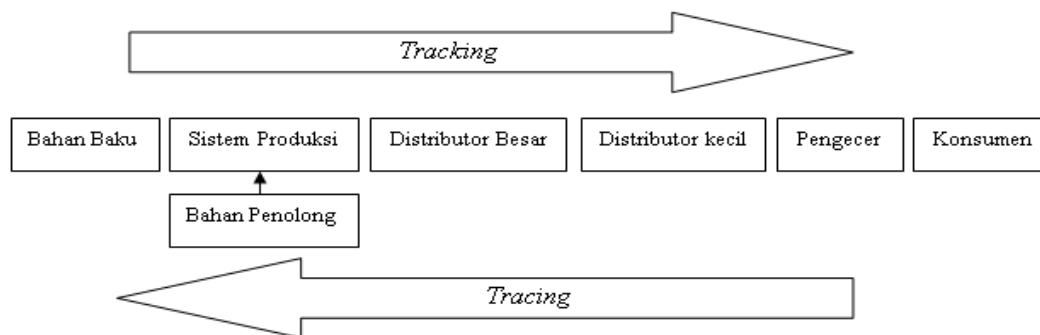 Tracking
Bahan Baku
Sistem Produksi
Distributor Besar
Distributor kecil
Pengecer
Konsumen
Bahan Penolong
Tracing